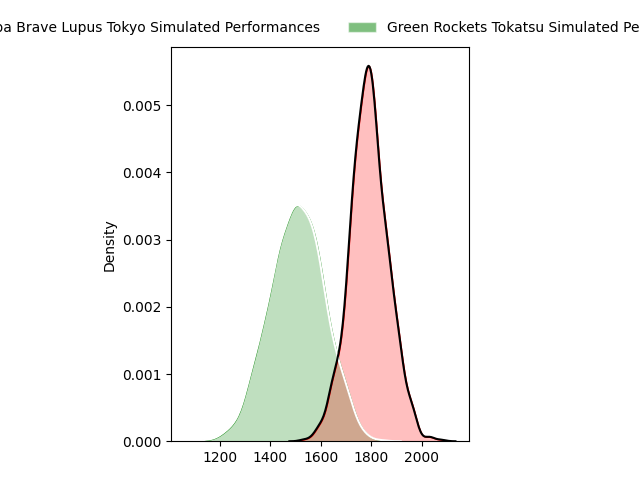 Brave Lupus Tokyo Simulated Performances
Green Rockets Tokatsu Simulated
0.005
0.004
0.003
0.002
0.001
0.000
Density
1200 1400 1600 1800 2000